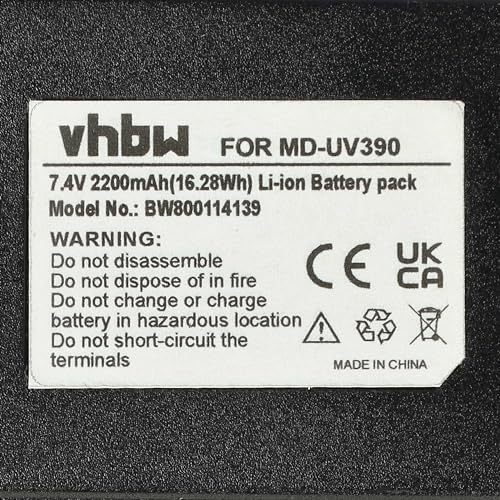 vhbw FOR MD-UV390
7.4V 2200mAh(16.28Wh) Li-ion Battery pack
Model No.: BW800114139
WARNING:
Do not disassemble
Do not dispose of in fire
Do not change or charge
battery in hazardous location
Do not short-circuit the
terminals
CE UK
CA
MADE IN CHINA